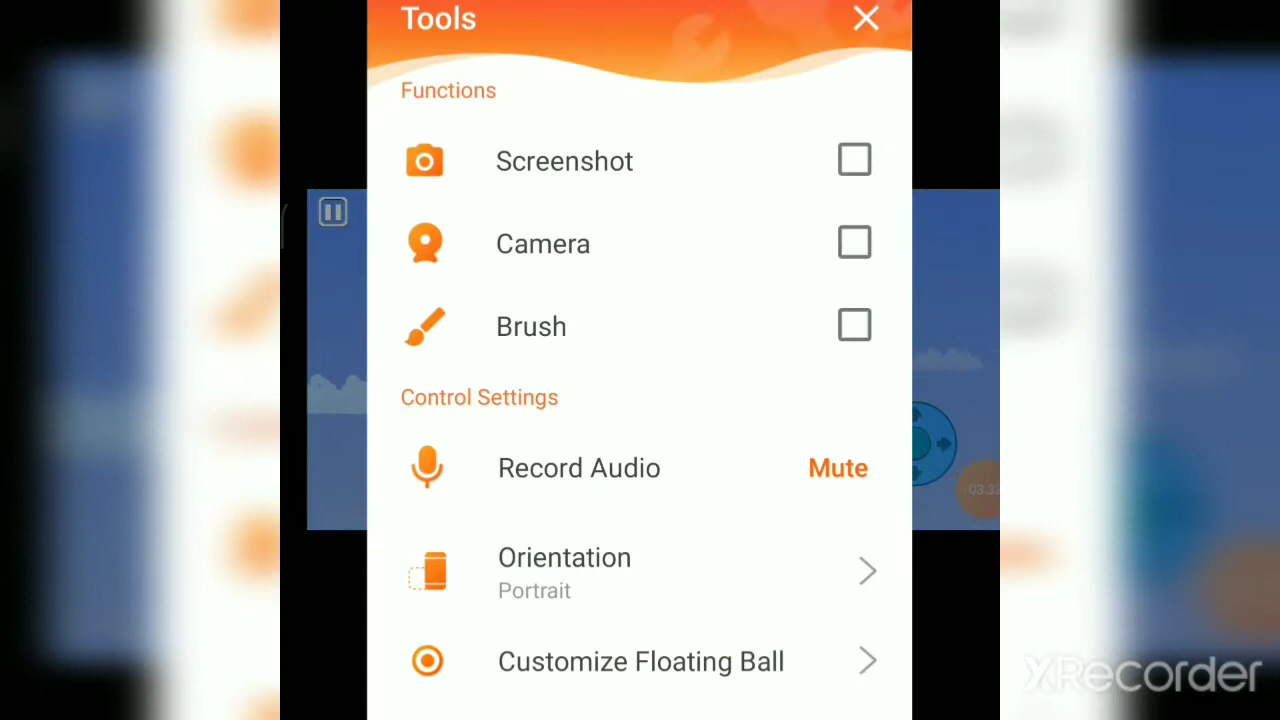 Tools
Functions
Screenshot
Camera
Brush
Control Settings
Record Audio Mute
Orientation
Portrait
Customize Floating Ball
XRecorder